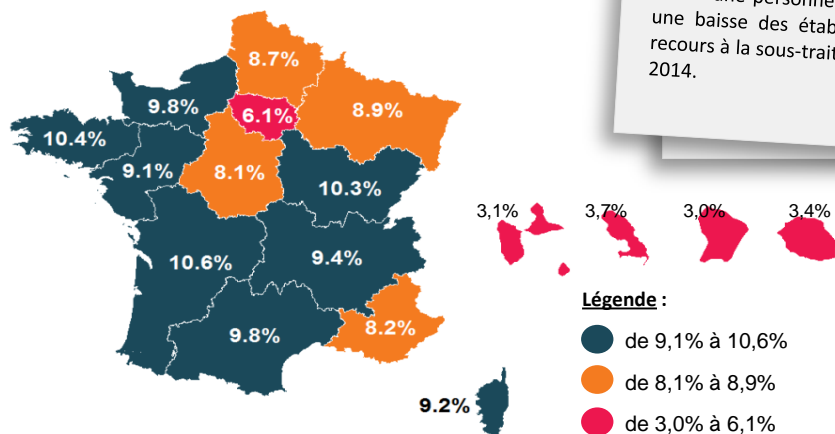 une personne
une baisse des étab
recours à la sous-trait
2014.
8.7%
9.8%
6.1%
8.9%
10.4%
9.1%
8.1%
10.3%
3,1%
3,7%
3,0%
3,4%
10.6%
9.4%
9.8%
8.2%
9.2%
Légende :
de 9,1% à 10,6%
de 8,1% à 8,9%
de 3,0% à 6,1%